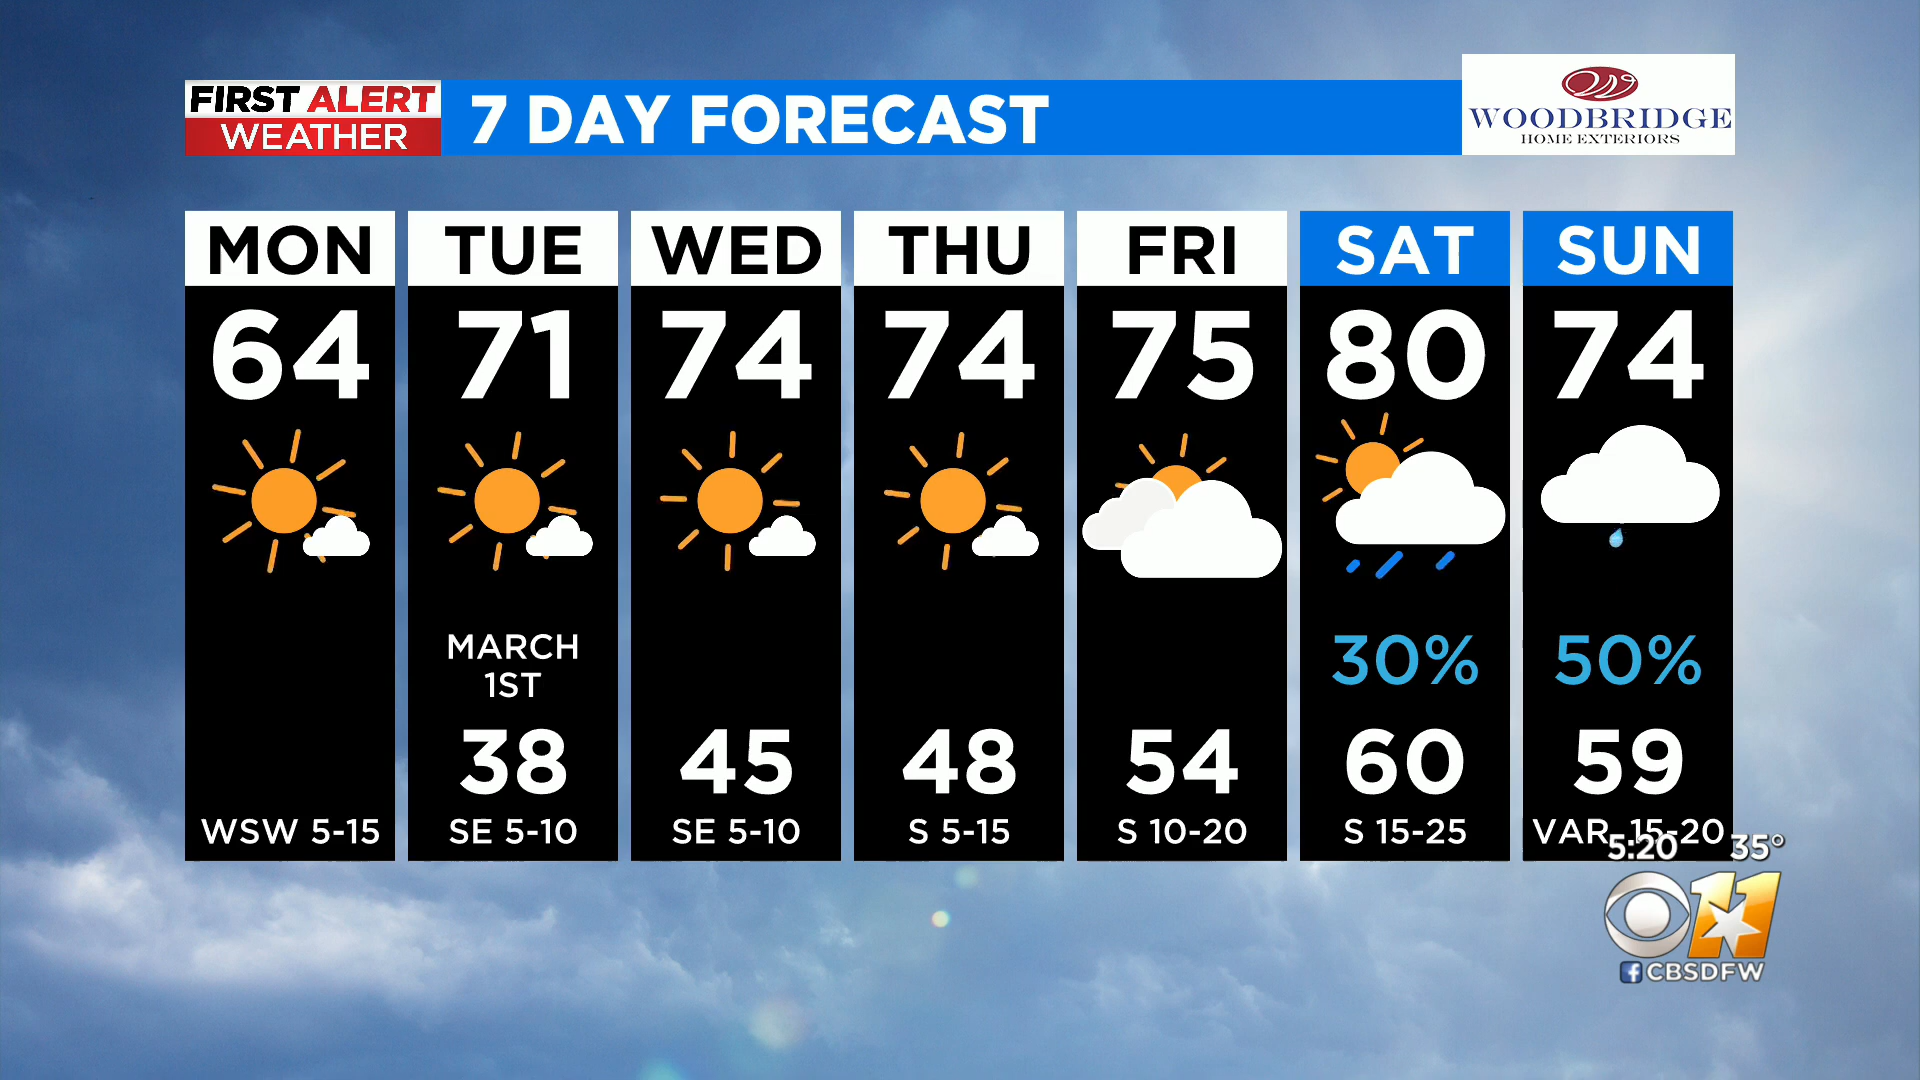 FIRST ALERT
WEATHER
7 DAY FORECAST
WOODBRIDGE
HOME EXTERIORS
MON
TUE
WED
THU
FRI
SAT
SUN
64
71
74
74
75
80
74
MARCH
1ST
30%
50%
38
45
48
54
60
59
WSW 5-15
SE 5-10
SE 5-10
S 5-15
S 10-20
S 15-25
VAR 15-20
5:20
35°
11
f CBSDFW